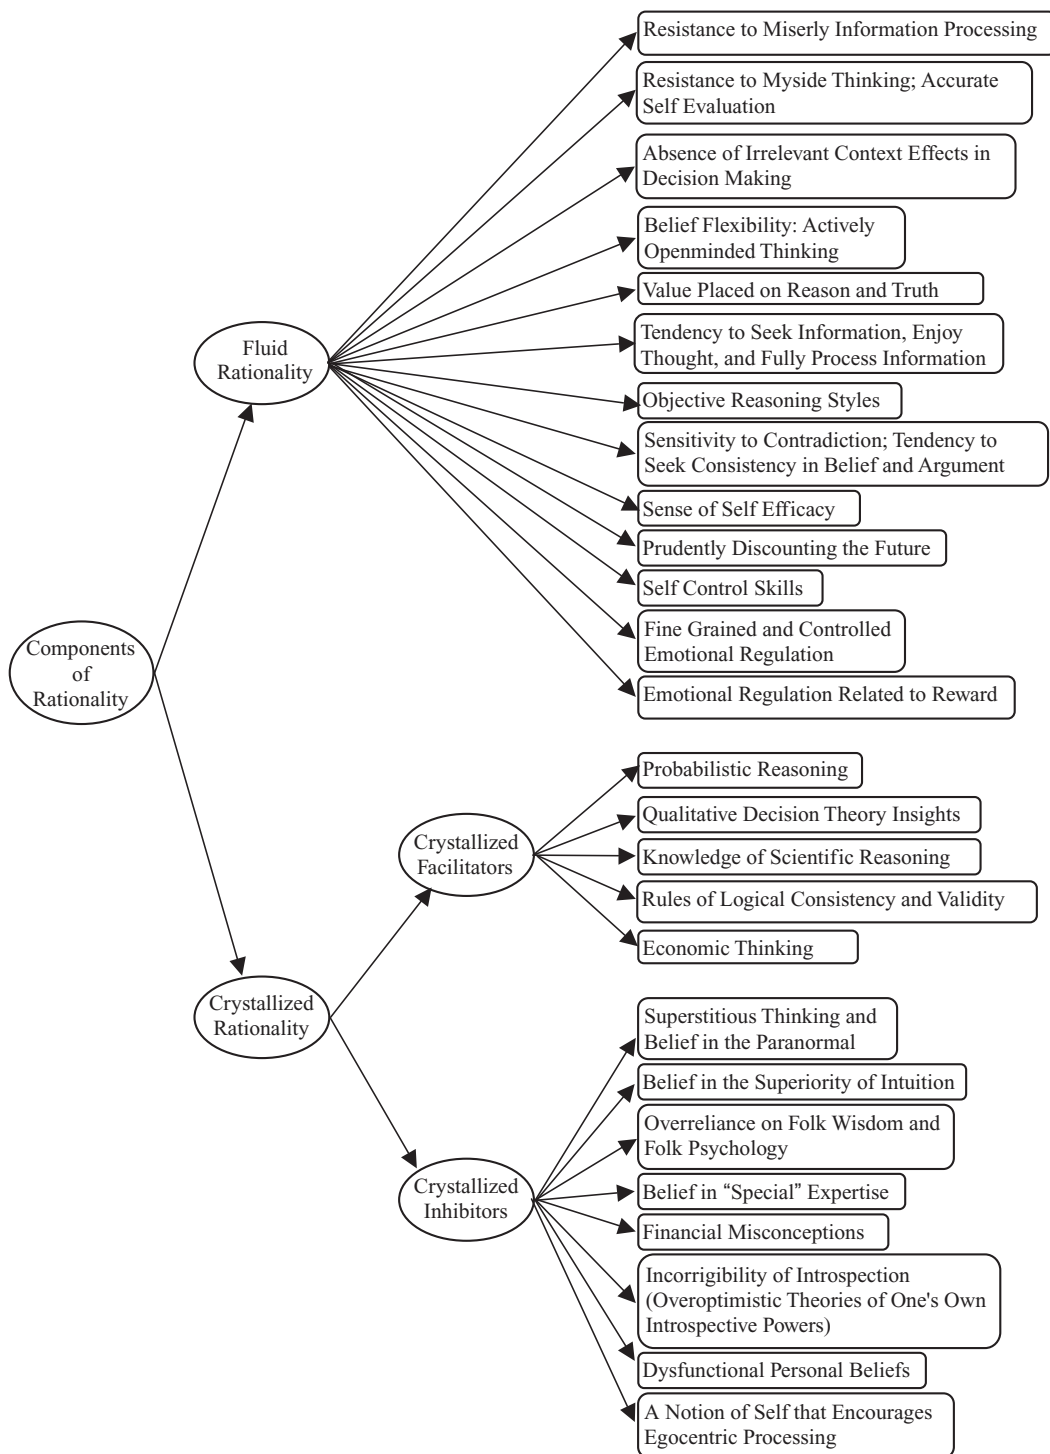 Resistance to Miserly Information Processing
Resistance to Myside Thinking; Accurate
Self Evaluation
Absence of Irrelevant Context Effects in
Decision Making
Belief Flexibility: Actively
Openminded Thinking
Value Placed on Reason and Truth
Fluid
Rationality
Tendency to Seek Information, Enjoy
Thought, and Fully Process Information
Objective Reasoning Styles
Sensitivity to Contradiction; Tendency to
Seek Consistency in Belief and Argument
Sense of Self Efficacy
Prudently Discounting the Future
Self Control Skills
Fine Grained and Controlled
Emotional Regulation
Emotional Regulation Related to Reward
Components
of
Rationality
Probabilistic Reasoning
Qualitative Decision Theory Insights
Crystallized
Facilitators
Knowledge of Scientific Reasoning
Rules of Logical Consistency and Validity
Economic Thinking
Crystallized
Rationality
Superstitious Thinking and
Belief in the Paranormal
Belief in the Superiority of Intuition
Overreliance on Folk Wisdom and
Folk Psychology
Crystallized
Inhibitors
Belief in “Special” Expertise
Financial Misconceptions
Incorrigibility of Introspection
(Overoptimistic Theories of One's Own
Introspective Powers)
Dysfunctional Personal Beliefs
A Notion of Self that Encourages
Egocentric Processing